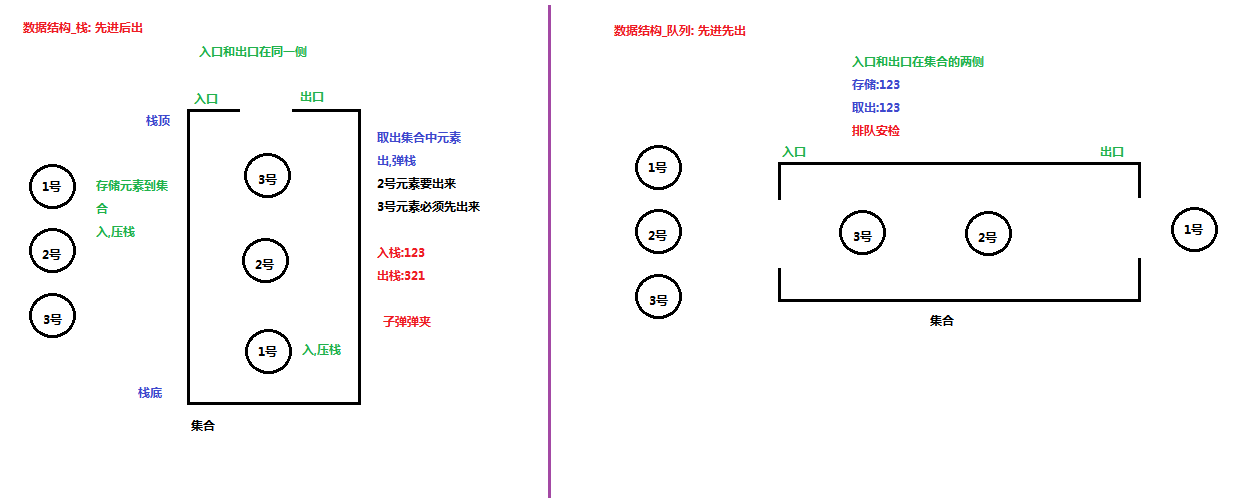 数据结构_栈: 先进后出
入口和出口在同一侧
入口
出口
栈顶
1号
2号
3号
存储元素到集
合
入,压栈
3号
2号
1号
入,压栈
栈底
集合
取出集合中元素
出,弹栈
2号元素要出来
3号元素必须先出来
入栈:123
出栈:321
子弹弹夹
数据结构_队列: 先进先出
入口和出口在集合的两侧
存储:123
取出:123
排队安检
入口
出口
1号
2号
3号
3号
2号
1号
集合